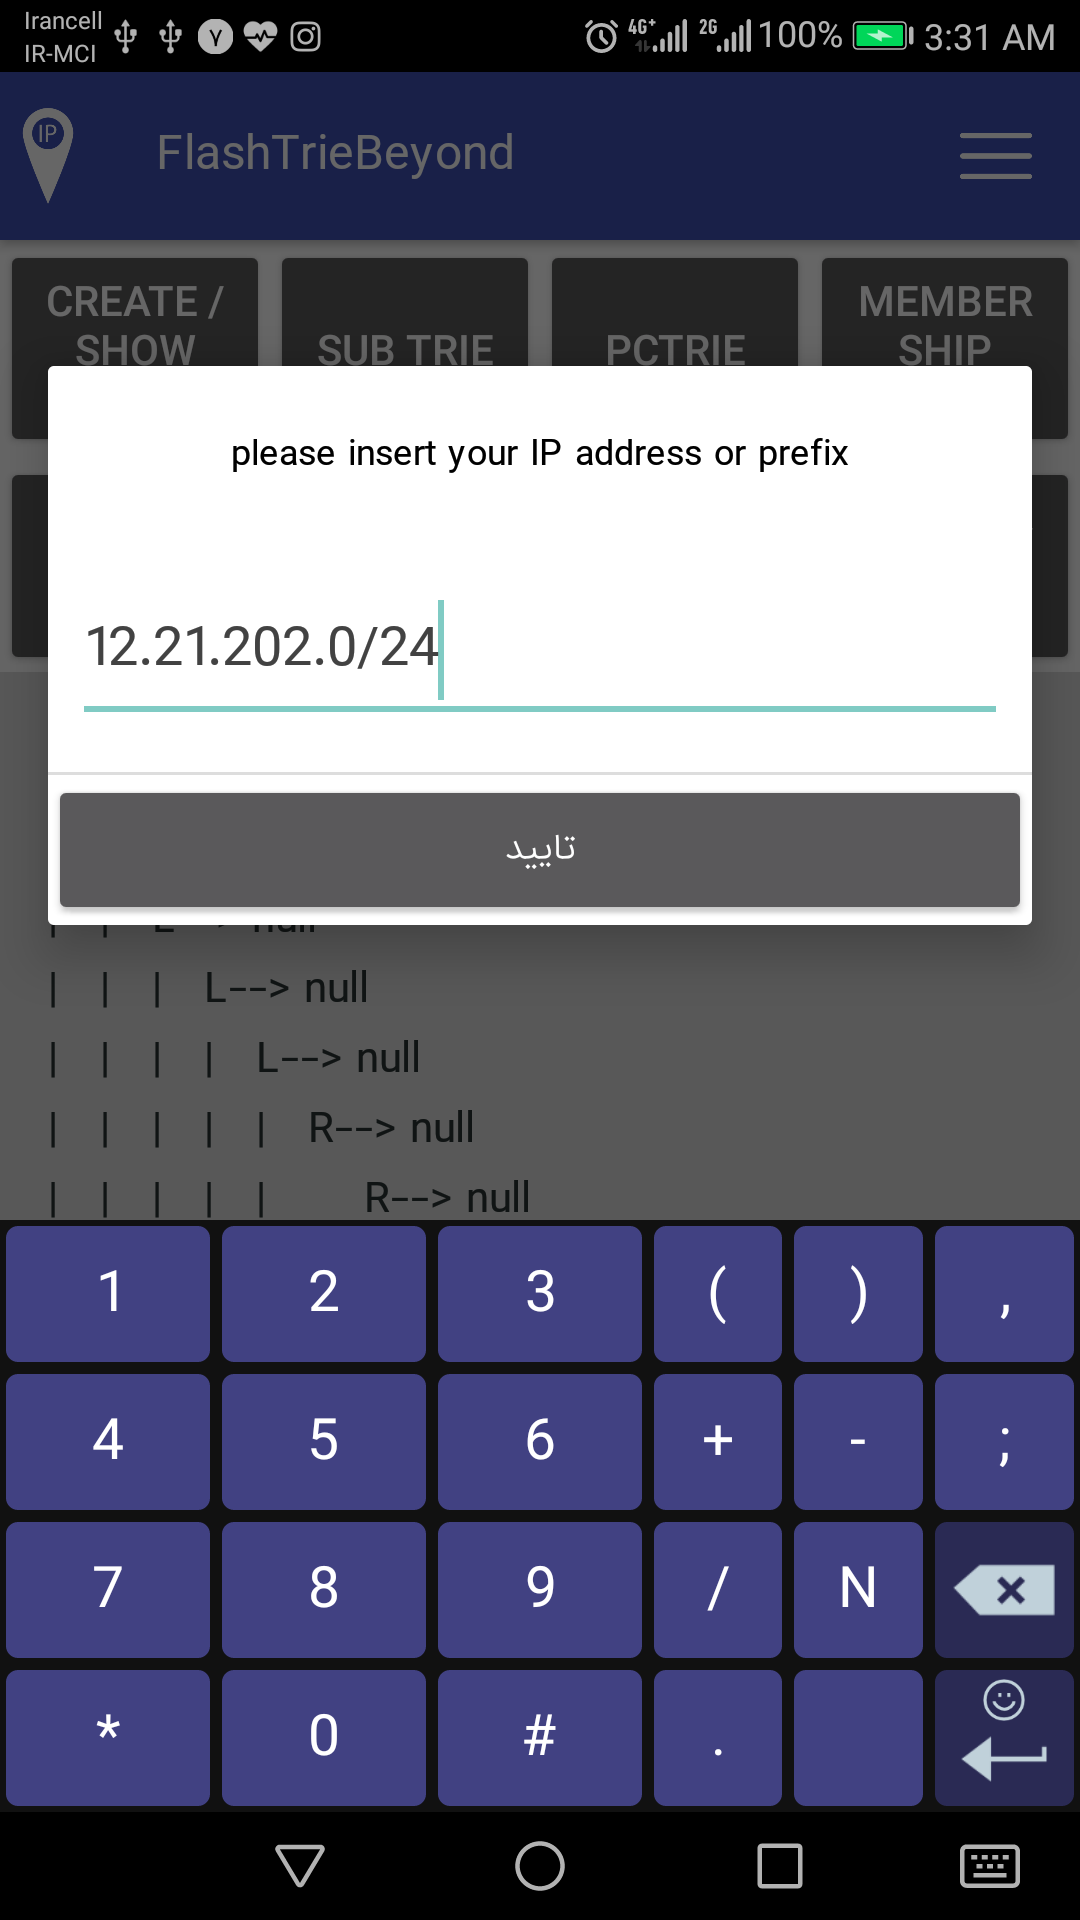 Irancell
IR-MCI
۷
4G+
2G
100%
3:31 AM
IP
FlashTrieBeyond
CREATE /
SHOW
SUB TRIE
PCTRIE
MEMBER
SHIP
please insert your IP address or prefix
12.21.202.0/24
تایید
| | L--> null
| | | L--> null
| | | | L--> null
| | | | | R--> null
| | | | | R--> null
1 2 3 ( ) ,
4 5 6 + - ;
7 8 9 / N
* 0 # .